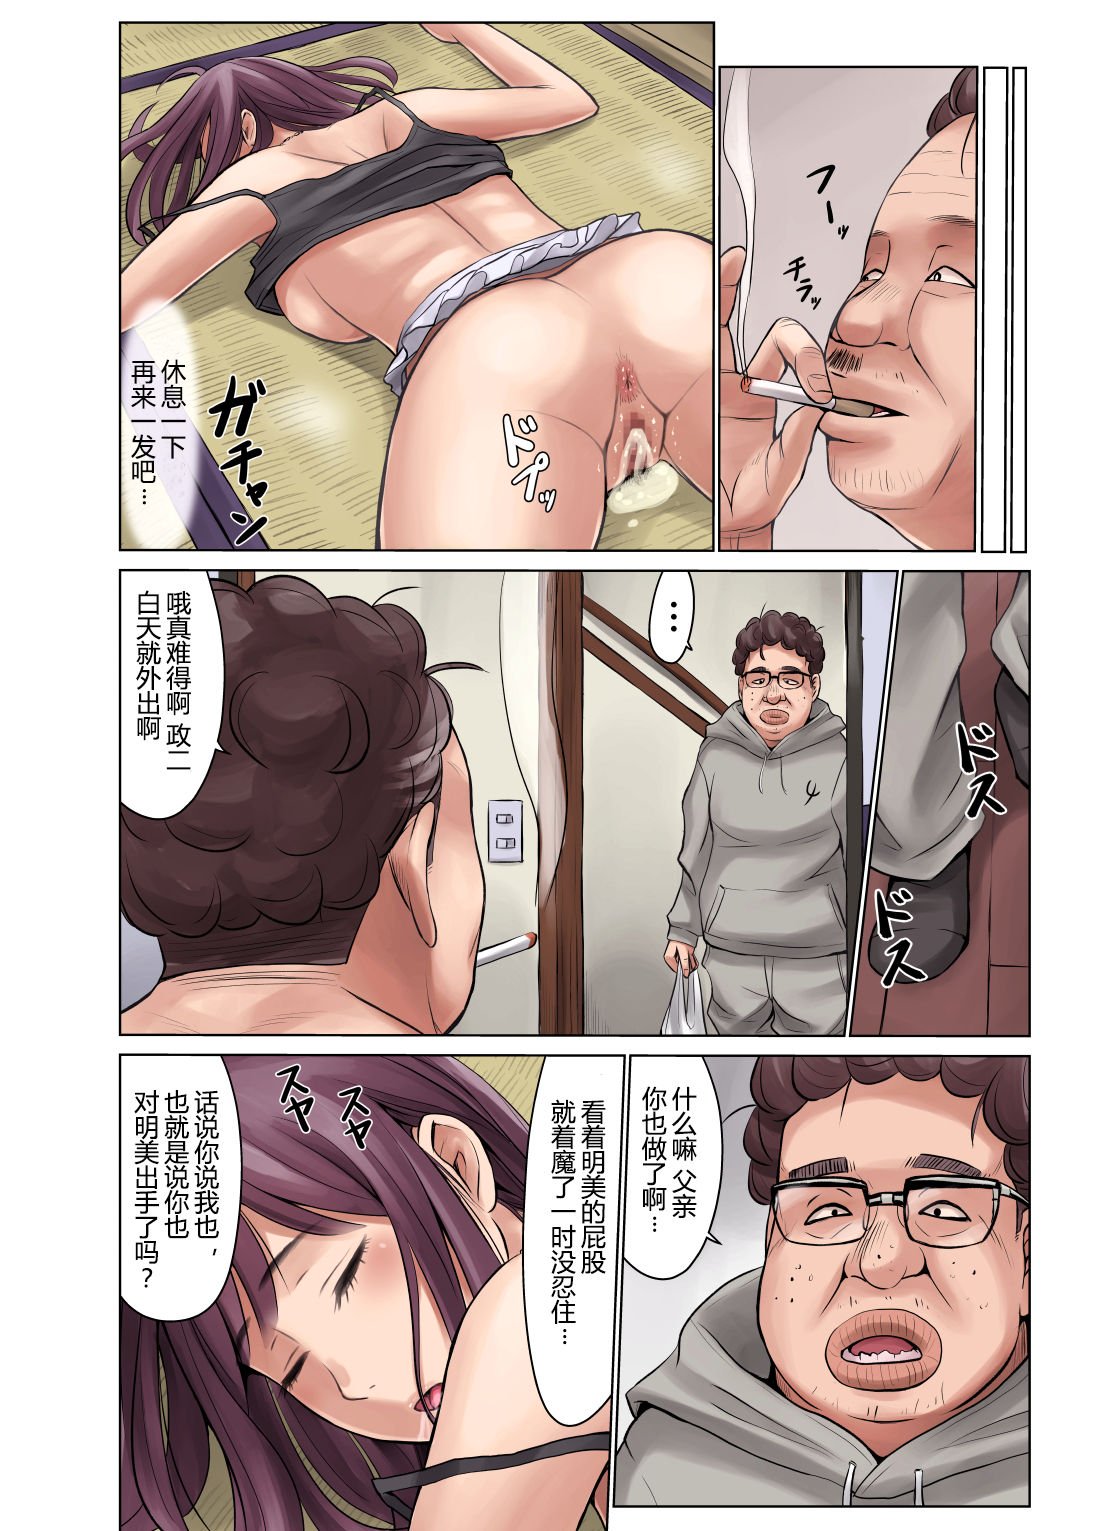 フーッ
チラッ
休息一下
再来一发吧…
ガチャン
ドプッ
ドス
ドス
…
哦真难得啊 政二
白天就外出啊
什么嘛 父亲
你也做了啊…
看着明美的屁股
就着魔了一时没忍住…
スヤ
スヤ
话说你说我也，
也就是说你也
对明美出手了吗？